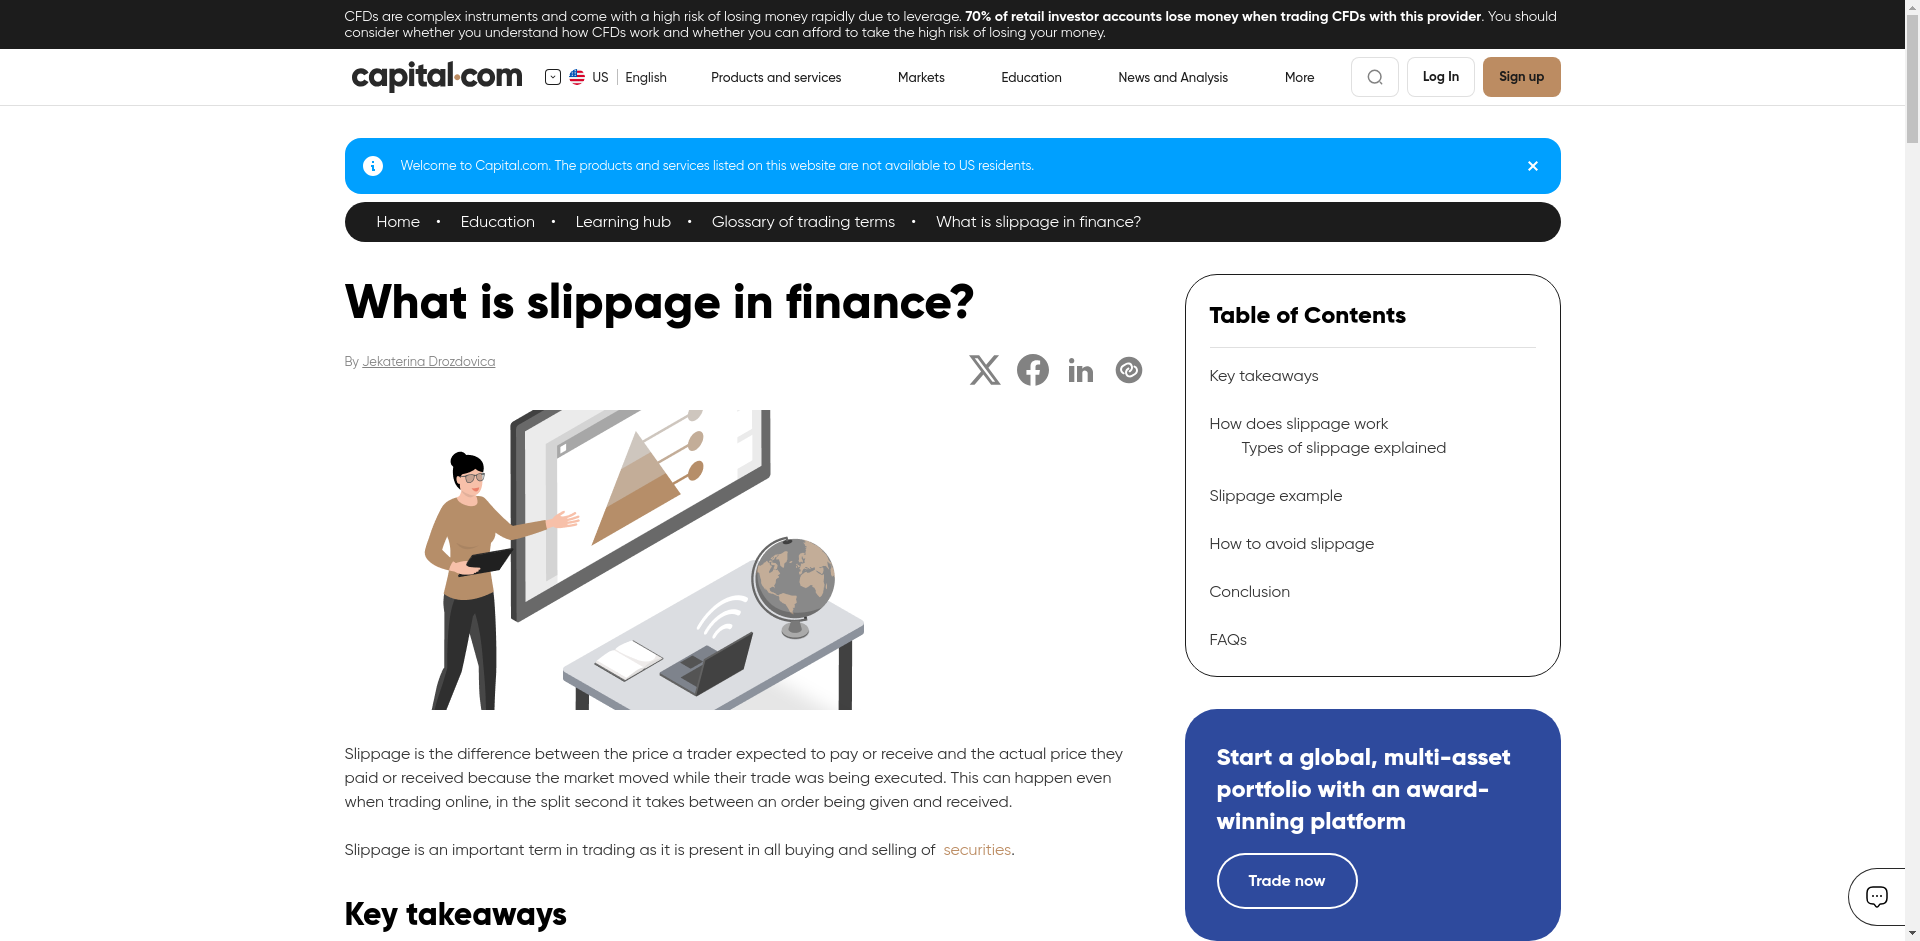 CFDs are complex instruments and come with a high risk of losing money rapidly due to leverage. 70% of retail investor accounts lose money when trading CFDs with this provider. You should
consider whether you understand how CFDs work and whether you can afford to take the high risk of losing your money.
capital.com
US
English
Products and services
Markets
Education
News and Analysis
More
Log In
Sign up
Welcome to Capital.com. The products and services listed on this website are not available to US residents.
Home • Education • Learning hub • Glossary of trading terms • What is slippage in finance?
What is slippage in finance?
By Jekaterina Drozdovica
Slippage is the difference between the price a trader expected to pay or receive and the actual price they
paid or received because the market moved while their trade was being executed. This can happen even
when trading online, in the split second it takes between an order being given and received.
Slippage is an important term in trading as it is present in all buying and selling of securities.
Key takeaways
Table of Contents
Key takeaways
How does slippage work
Types of slippage explained
Slippage example
How to avoid slippage
Conclusion
FAQs
Start a global, multi-asset
portfolio with an award-
winning platform
Trade now